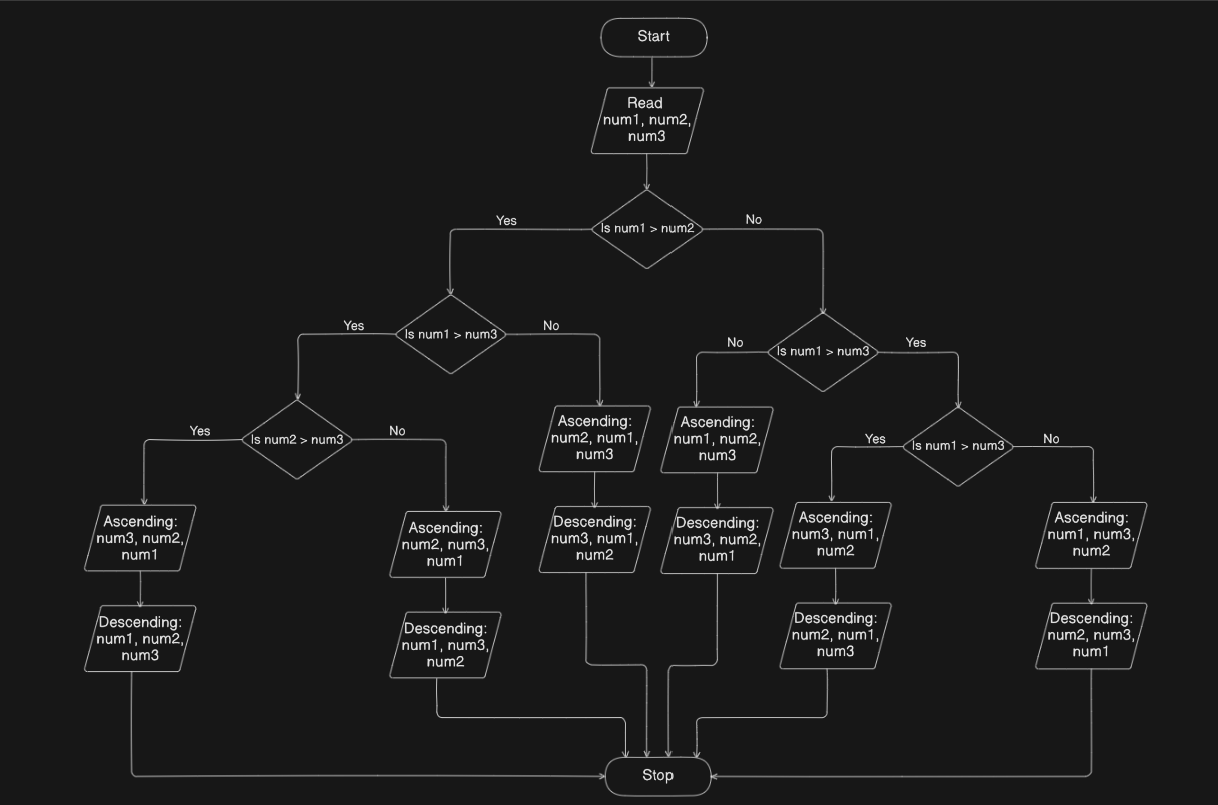 Start
Read
num1, num2,
num3
Is num1 > num2
Yes
No
Is num1 > num3
Yes
No
Is num1 > num3
No
Yes
Is num2 > num3
Yes
No
Ascending:
num2, num1,
num3
Ascending:
num1, num2,
num3
Is num1 > num3
Yes
No
Ascending:
num3, num2,
num1
Ascending:
num2, num3,
num1
Descending:
num3, num1,
num2
Descending:
num3, num2,
num1
Ascending:
num3, num1,
num2
Ascending:
num1, num3,
num2
Descending:
num1, num2,
num3
Descending:
num1, num3,
num2
Descending:
num2, num1,
num3
Descending:
num2, num3,
num1
Stop